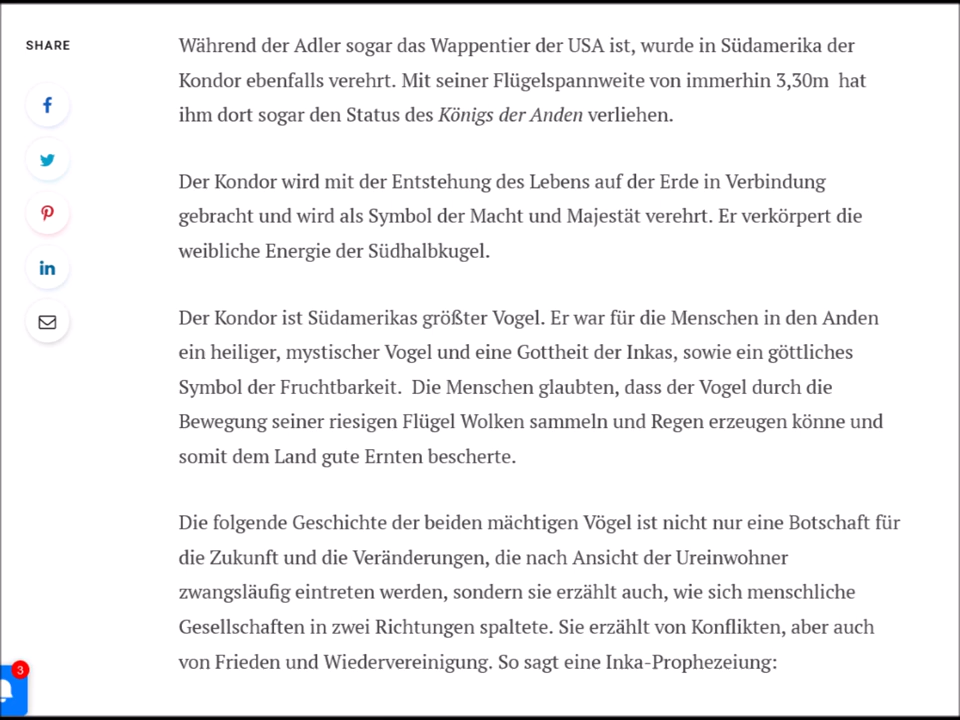 SHARE
Während der Adler sogar das Wappentier der USA ist, wurde in Südamerika der
Kondor ebenfalls verehrt. Mit seiner Flügelspannweite von immerhin 3,30m  hat
ihm dort sogar den Status des Königs der Anden verliehen.
Der Kondor wird mit der Entstehung des Lebens auf der Erde in Verbindung
gebracht und wird als Symbol der Macht und Majestät verehrt. Er verkörpert die
weibliche Energie der Südhalbkugel.
Der Kondor ist Südamerikas größter Vogel. Er war für die Menschen in den Anden
ein heiliger, mystischer Vogel und eine Gottheit der Inkas, sowie ein göttliches
Symbol der Fruchtbarkeit.  Die Menschen glaubten, dass der Vogel durch die
Bewegung seiner riesigen Flügel Wolken sammeln und Regen erzeugen könne und
somit dem Land gute Ernten bescherte.
Die folgende Geschichte der beiden mächtigen Vögel ist nicht nur eine Botschaft für
die Zukunft und die Veränderungen, die nach Ansicht der Ureinwohner
zwangsläufig eintreten werden, sondern sie erzählt auch, wie sich menschliche
Gesellschaften in zwei Richtungen spaltete. Sie erzählt von Konflikten, aber auch
von Frieden und Wiedervereinigung. So sagt eine Inka-Prophezeiung:
3